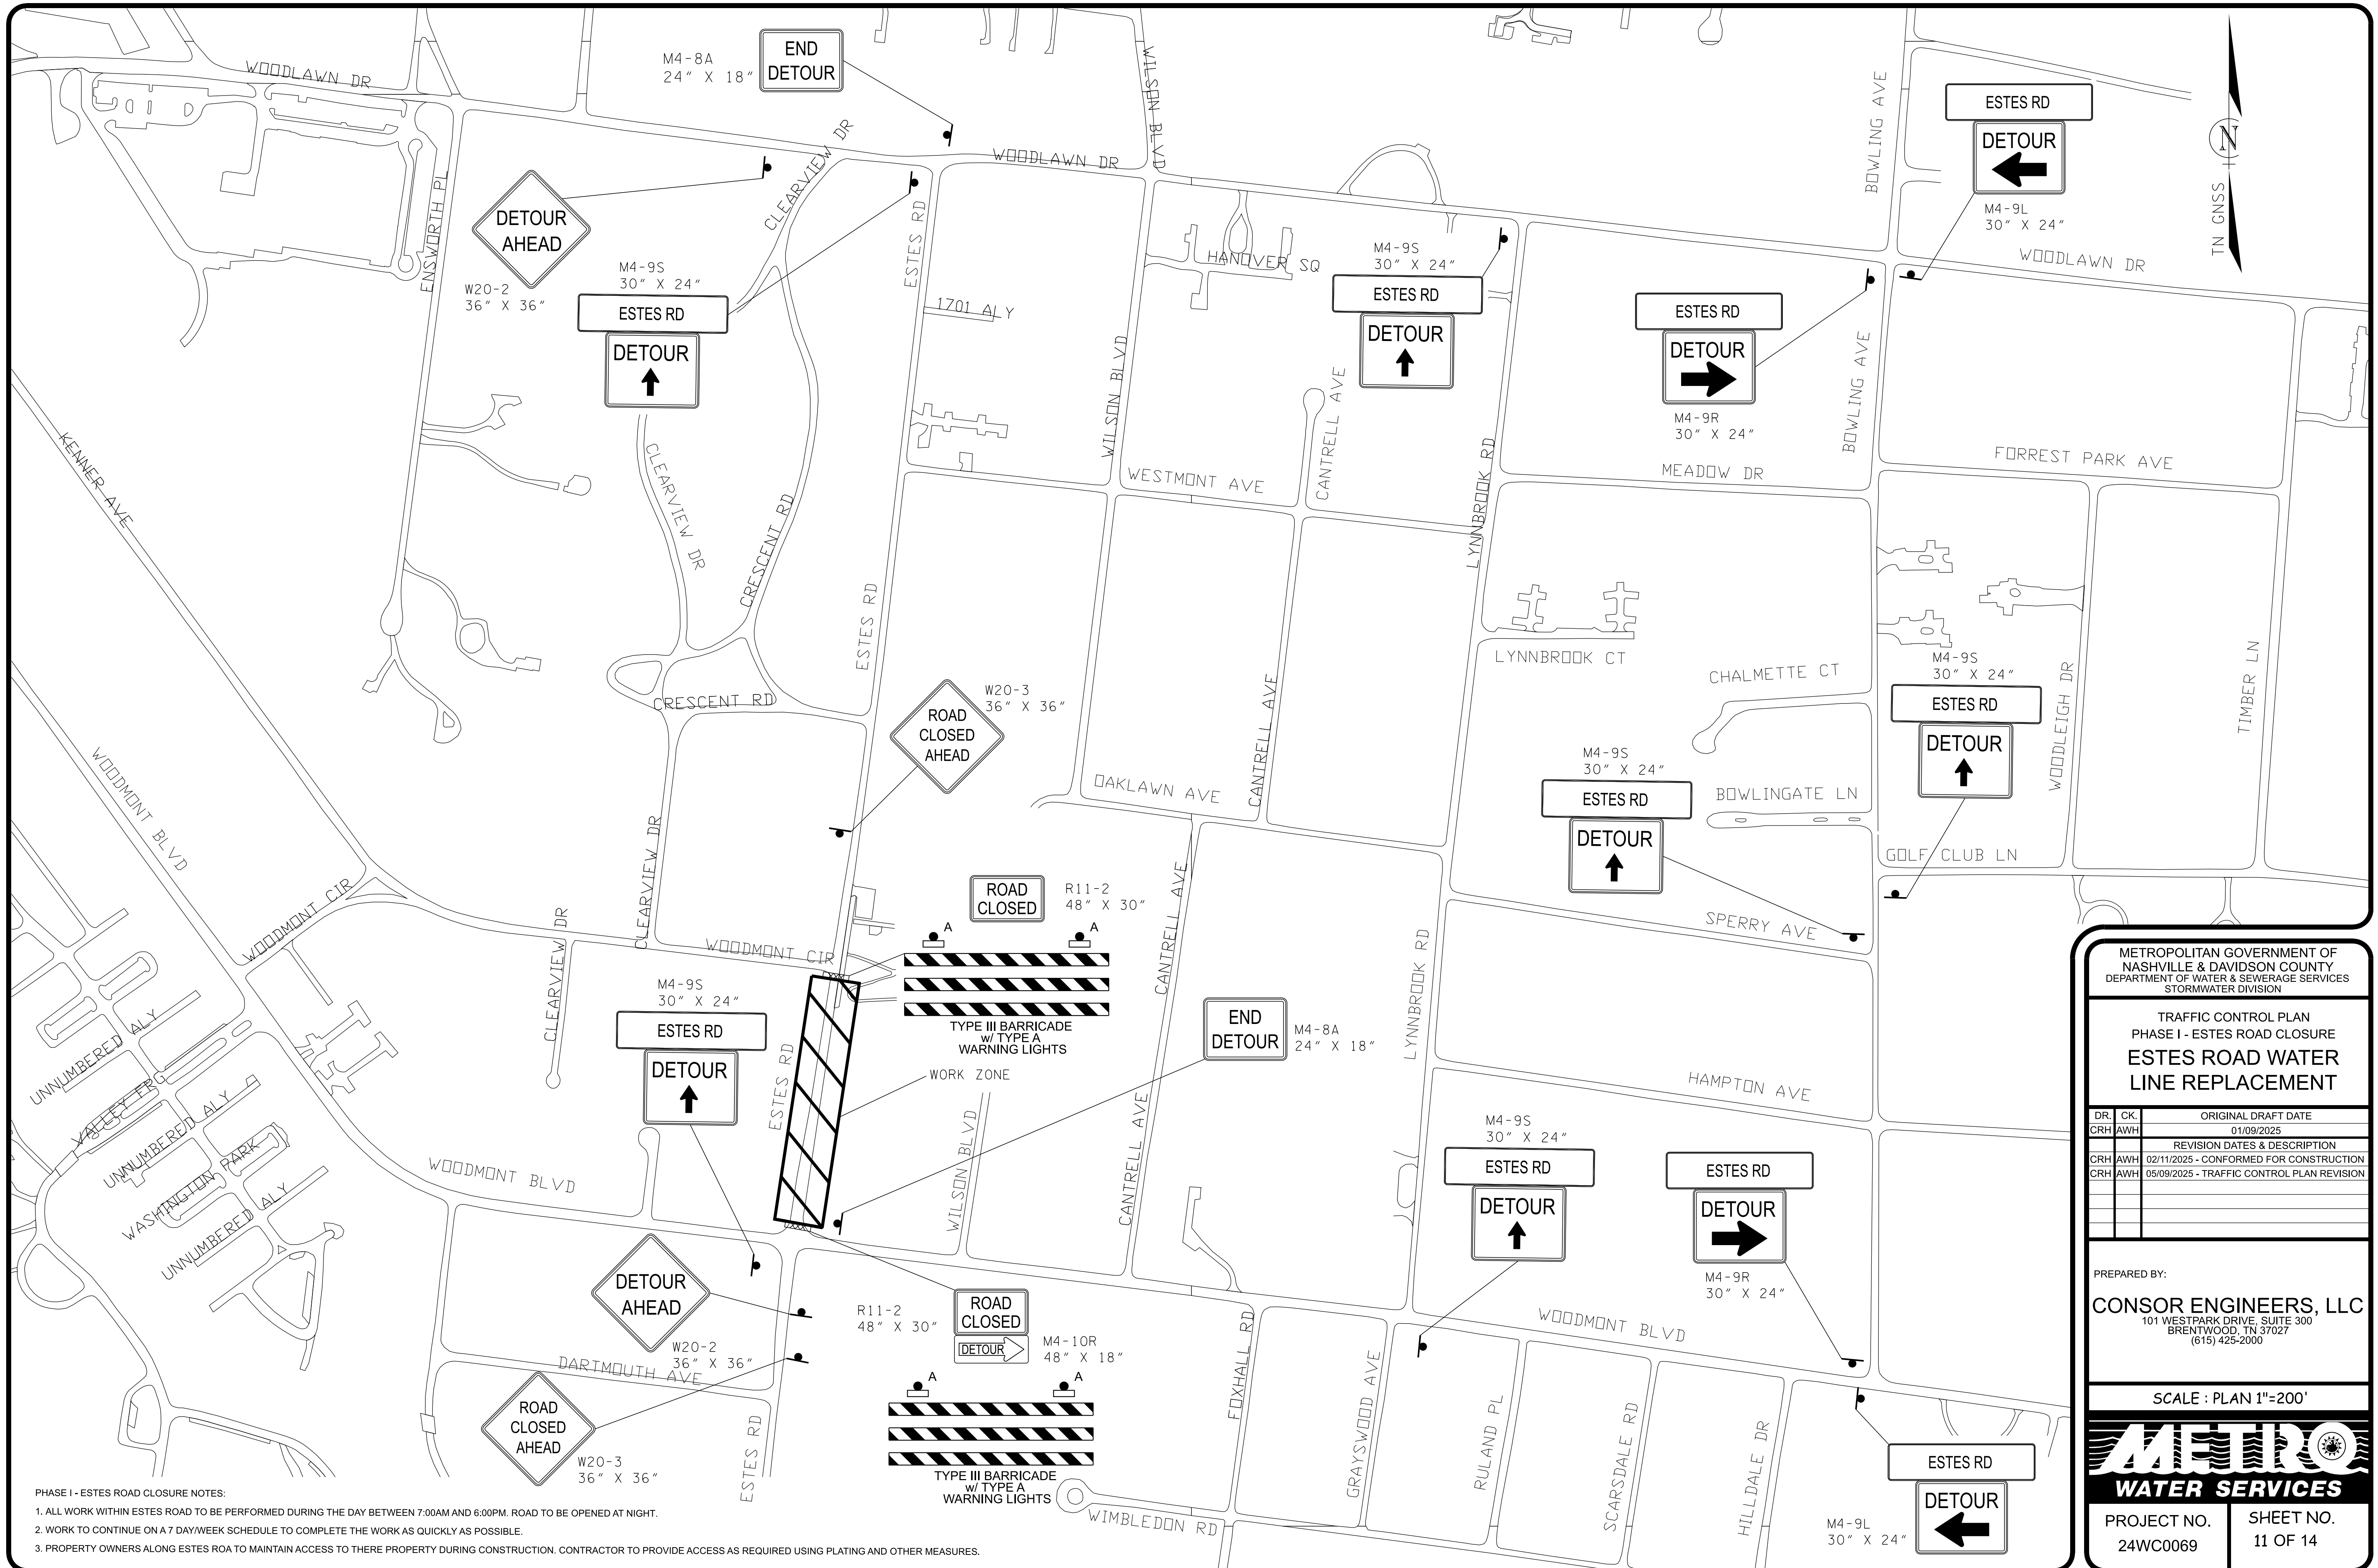 WOODLAWN DR
M4-8A
24" X 18"
END
DETOUR
WILSON BLVD
BOWLING AVE
ESTES RD
DETOUR
M4-9L
30" X 24"
N
TN GNSS
WOODLAWN DR
WOODLAWN DR
CLEARVIEW DR
ENSWORTH PL
DETOUR
AHEAD
W20-2
36" X 36"
M4-9S
30" X 24"
ESTES RD
DETOUR
ESTES RD
1701 ALY
HANOVER SQ
M4-9S
30" X 24"
ESTES RD
DETOUR
ESTES RD
DETOUR
M4-9R
30" X 24"
BOWLING AVE
WILSON BLVD
CANTRELL AVE
LYNNBROOK RD
WESTMONT AVE
MEADOW DR
FORREST PARK AVE
KENNER AVE
CLEARVIEW DR
CRESCENT RD
ESTES RD
LYNNBROOK CT
CHALMETTE CT
M4-9S
30" X 24"
ESTES RD
DETOUR
WOODLEIGH DR
TIMBER LN
CRESCENT RD
W20-3
36" X 36"
ROAD
CLOSED
AHEAD
CANTRELL AVE
OAKLAWN AVE
M4-9S
30" X 24"
ESTES RD
DETOUR
BOWLINGATE LN
GOLF CLUB LN
WOODMONT BLVD
CLEARVIEW DR
WOODMONT CIR
WOODMONT CIR
CLEARVIEW DR
ROAD
CLOSED
R11-2
48" X 30"
A
A
TYPE III BARRICADE
w/ TYPE A
WARNING LIGHTS
CANTRELL AVE
LYNNBROOK RD
SPERRY AVE
M4-9S
30" X 24"
ESTES RD
DETOUR
ESTES RD
WORK ZONE
END
DETOUR
M4-8A
24" X 18"
HAMPTON AVE
UNNUMBERED ALY
VALLEY FR
UNNUMBERED ALY
WASHINGTON PARK
UNNUMBERED ALY
WOODMONT BLVD
WILSON BLVD
CANTRELL AVE
M4-9S
30" X 24"
ESTES RD
DETOUR
ESTES RD
DETOUR
M4-9R
30" X 24"
DETOUR
AHEAD
W20-2
36" X 36"
DARTMOUTH AVE
R11-2
48" X 30"
ROAD
CLOSED
DETOUR
M4-10R
48" X 18"
A
A
TYPE III BARRICADE
w/ TYPE A
WARNING LIGHTS
WOODMONT BLVD
FOXHALL RD
GRAYSWOOD AVE
RULAND PL
SCARSDALE RD
HILLDALE DR
ROAD
CLOSED
AHEAD
W20-3
36" X 36"
ESTES RD
WIMBLEDON RD
ESTES RD
DETOUR
M4-9L
30" X 24"
PHASE I - ESTES ROAD CLOSURE NOTES:
1. ALL WORK WITHIN ESTES ROAD TO BE PERFORMED DURING THE DAY BETWEEN 7:00AM AND 6:00PM. ROAD TO BE OPENED AT NIGHT.
2. WORK TO CONTINUE ON A 7 DAY/WEEK SCHEDULE TO COMPLETE THE WORK AS QUICKLY AS POSSIBLE.
3. PROPERTY OWNERS ALONG ESTES ROA TO MAINTAIN ACCESS TO THERE PROPERTY DURING CONSTRUCTION. CONTRACTOR TO PROVIDE ACCESS AS REQUIRED USING PLATING AND OTHER MEASURES.
METROPOLITAN GOVERNMENT OF
NASHVILLE & DAVIDSON COUNTY
DEPARTMENT OF WATER & SEWERAGE SERVICES
STORMWATER DIVISION
TRAFFIC CONTROL PLAN
PHASE I - ESTES ROAD CLOSURE
ESTES ROAD WATER
LINE REPLACEMENT
DR. CK. ORIGINAL DRAFT DATE
CRH AWH 01/09/2025
REVISION DATES & DESCRIPTION
CRH AWH 02/11/2025 - CONFORMED FOR CONSTRUCTION
CRH AWH 05/09/2025 - TRAFFIC CONTROL PLAN REVISION
PREPARED BY:
CONSOR ENGINEERS, LLC
101 WESTPARK DRIVE, SUITE 300
BRENTWOOD, TN 37027
(615) 425-2000
SCALE : PLAN 1"=200'
METRO
WATER SERVICES
PROJECT NO.
24WC0069
SHEET NO.
11 OF 14